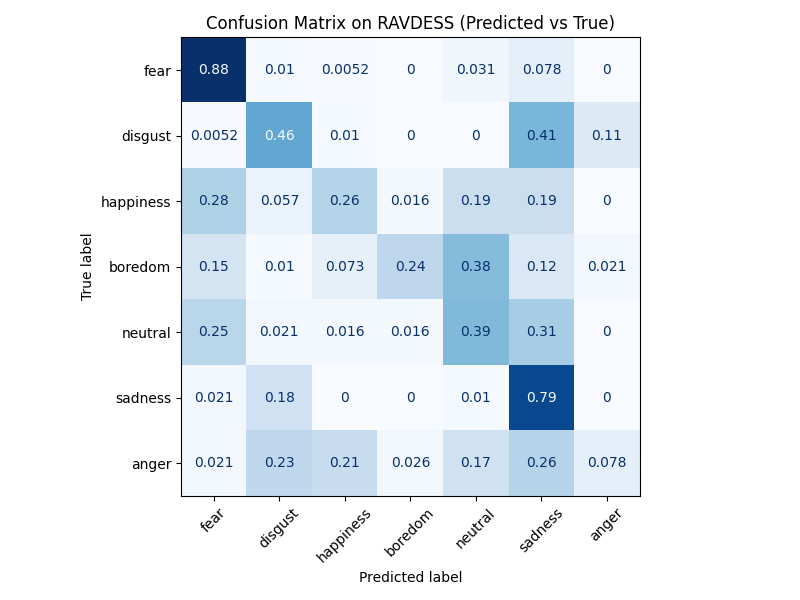 Confusion Matrix on RAVDESS (Predicted vs True)
fear 0.88 0.01 0.0052 0 0.031 0.078 0
disgust 0.0052 0.46 0.01 0 0 0.41 0.11
happiness 0.28 0.057 0.26 0.016 0.19 0.19 0
boredom 0.15 0.01 0.073 0.24 0.38 0.12 0.021
neutral 0.25 0.021 0.016 0.016 0.39 0.31 0
sadness 0.021 0.18 0 0 0.01 0.79 0
anger 0.021 0.23 0.21 0.026 0.17 0.26 0.078
True label
fear disgust happiness boredom neutral sadness anger
Predicted label